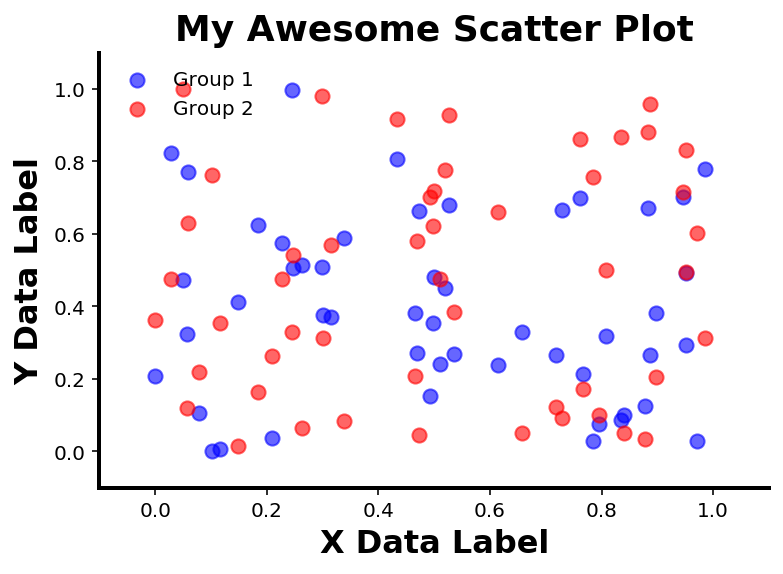 My Awesome Scatter Plot
Group 1
Group 2
Y Data Label
1.0
0.8
0.6
0.4
0.2
0.0
0.0 0.2 0.4 0.6 0.8 1.0
X Data Label